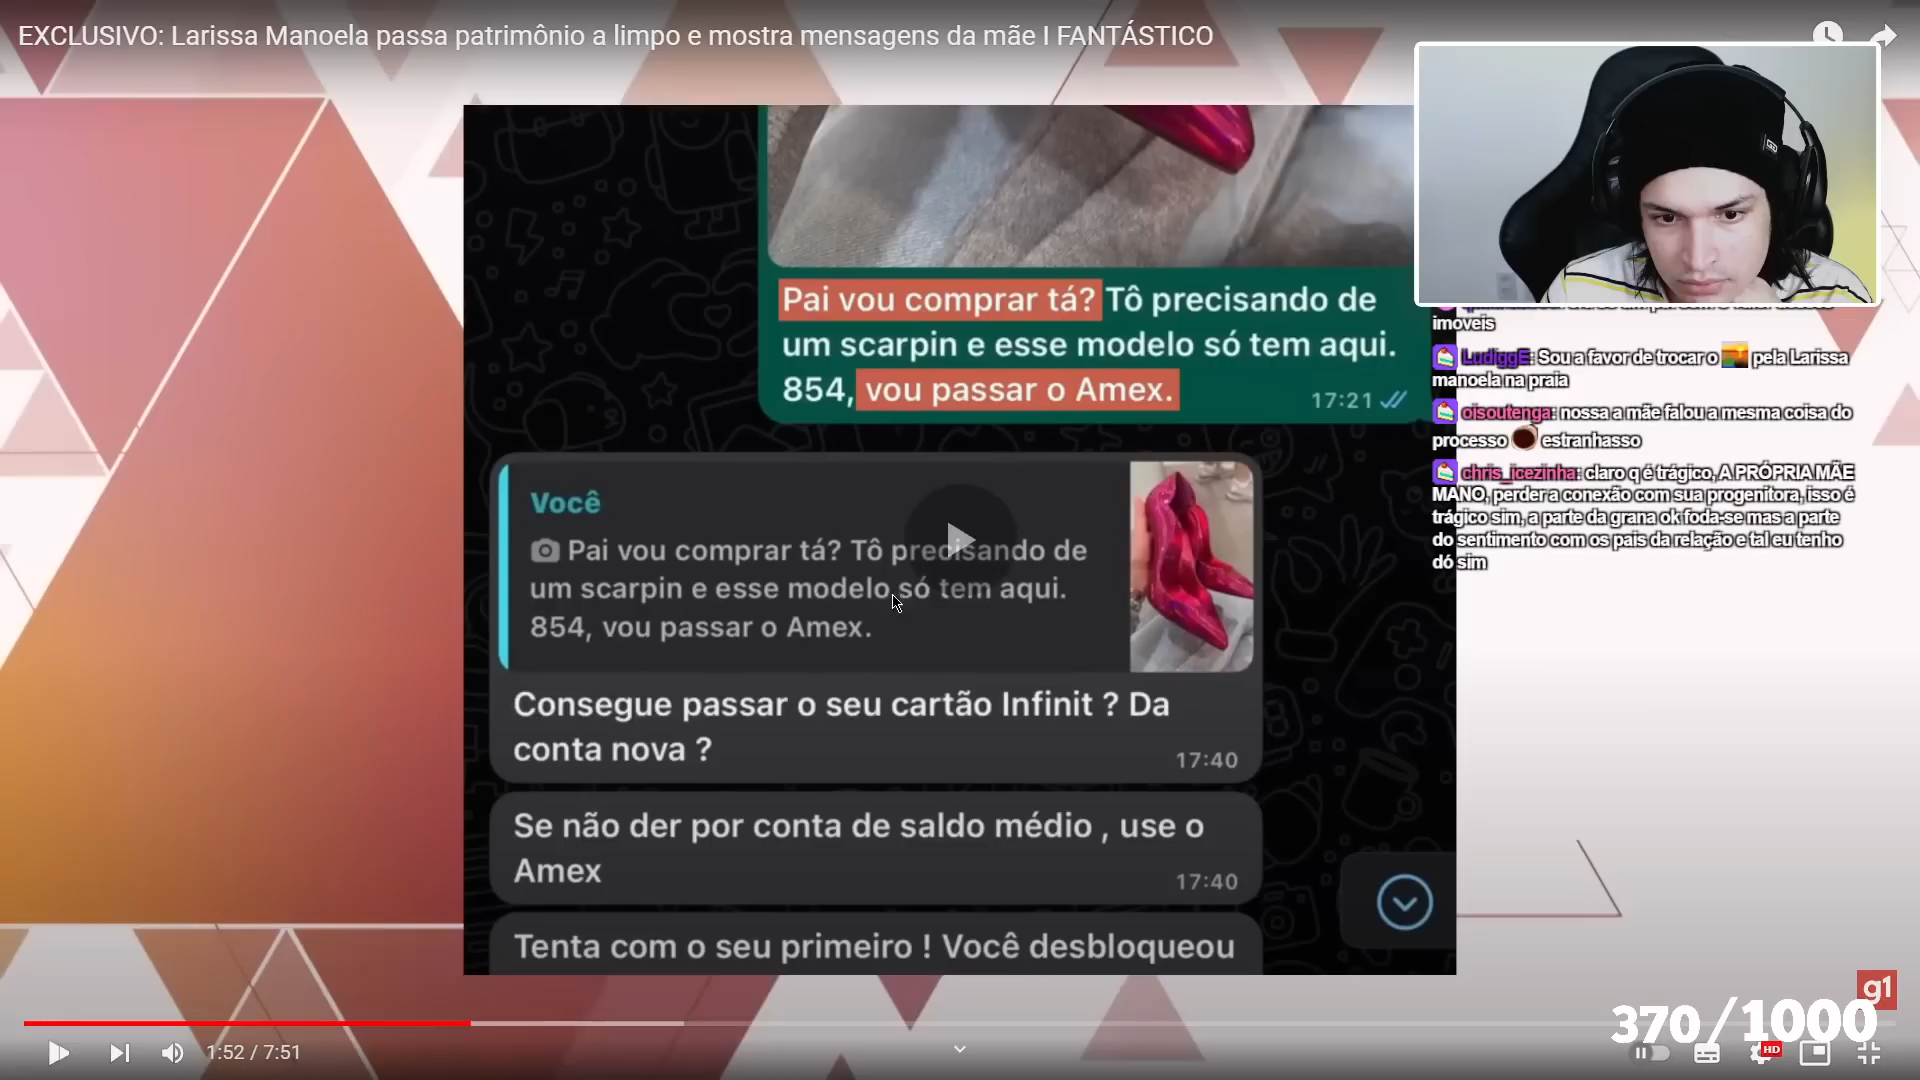 EXCLUSIVO: Larissa Manoela passa patrimônio a limpo e mostra mensagens da mãe I FANTÁSTICO
Pai vou comprar tá? Tô precisando de
um scarpin e esse modelo só tem aqui.
854, vou passar o Amex.
17:21
Você
Pai vou comprar tá? Tô precisando de
um scarpin e esse modelo só tem aqui.
854, vou passar o Amex.
Consegue passar o seu cartão Infinit ? Da
conta nova ?
17:40
Se não der por conta de saldo médio , use o
Amex
17:40
Tenta com o seu primeiro ! Você desbloqueou
imoveis
LudiggE: Sou a favor de trocar o pela Larissa
manoela na praia
oisoutenga: nossa a mãe falou a mesma coisa do
processo estranhasso
chris_icezinha: claro q é trágico, A PRÓPRIA MÃE
MANO, perder a conexão com sua progenitora, isso é
trágico sim, a parte da grana ok foda-se mas a parte
do sentimento com os pais da relação e tal eu tenho
dó sim
g1
370/1000
1:52 / 7:51
HD